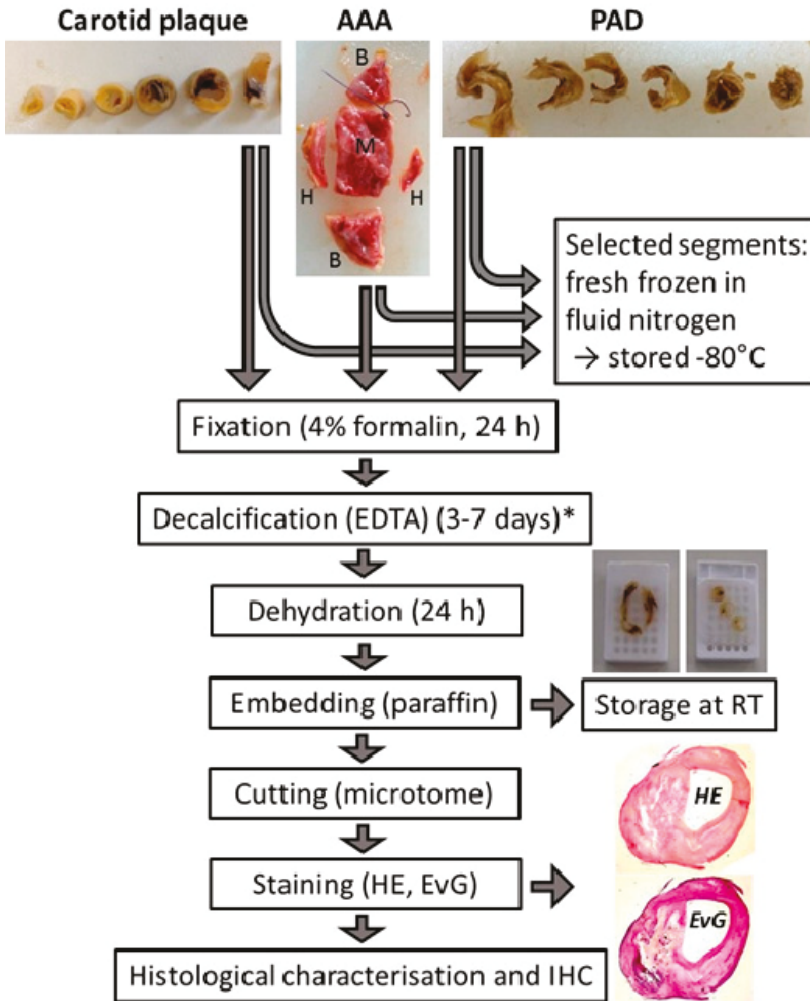 Carotid plaque
AAA
PAD
B
M
H
H
B
Selected segments:
fresh frozen in
fluid nitrogen
→ stored -80°C
Fixation (4% formalin, 24 h)
Decalcification (EDTA) (3-7 days)*
Dehydration (24 h)
Embedding (paraffin)
Storage at RT
Cutting (microtome)
HE
Staining (HE, EvG)
EvG
Histological characterisation and IHC